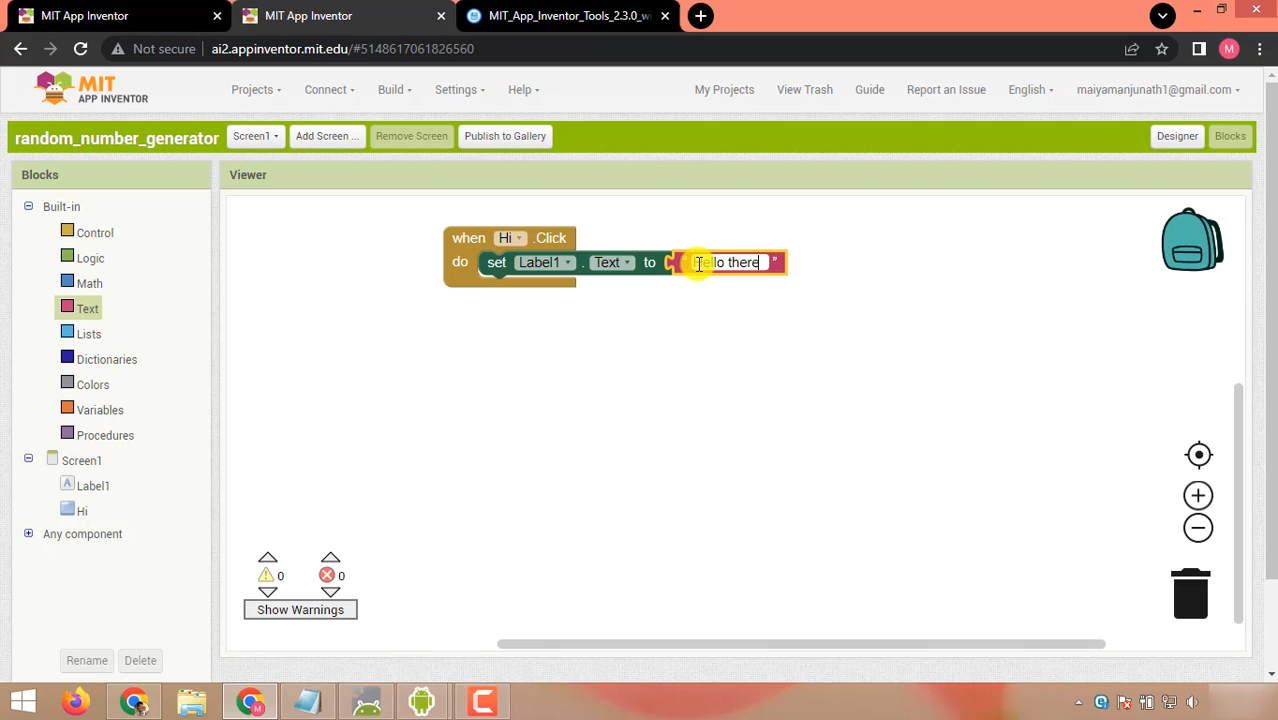 MIT App Inventor
MIT App Inventor
MIT_App_Inventor_Tools_2.3.0_wi
Not secure
ai2.appinventor.mit.edu/#5148617061826560
M
MIT
APP INVENTOR
Projects
Connect
Build
Settings
Help
My Projects
View Trash
Guide
Report an Issue
English
maiyamanjunath1@gmail.com
random_number_generator
Screen1
Add Screen ...
Remove Screen
Publish to Gallery
Designer
Blocks
Blocks
Viewer
Built-in
Control
Logic
Math
Text
Lists
Dictionaries
Colors
Variables
Procedures
Screen1
Label1
Hi
Any component
Rename
Delete
when Hi .Click
do set Label1 . Text to " Hello there "
0
0
Show Warnings
M